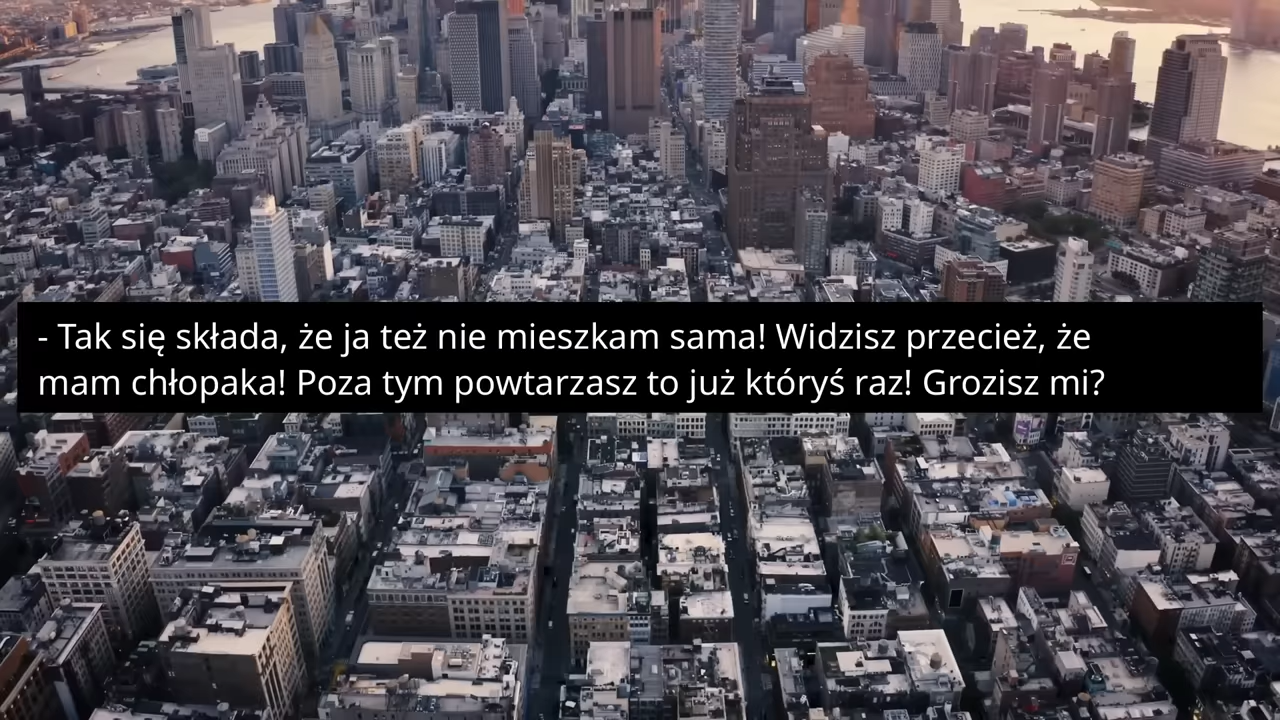 - Tak się składa, że ja też nie mieszkam sama! Widzisz przecież, że
mam chłopaka! Poza tym powtarzasz to już któryś raz! Grozisz mi?